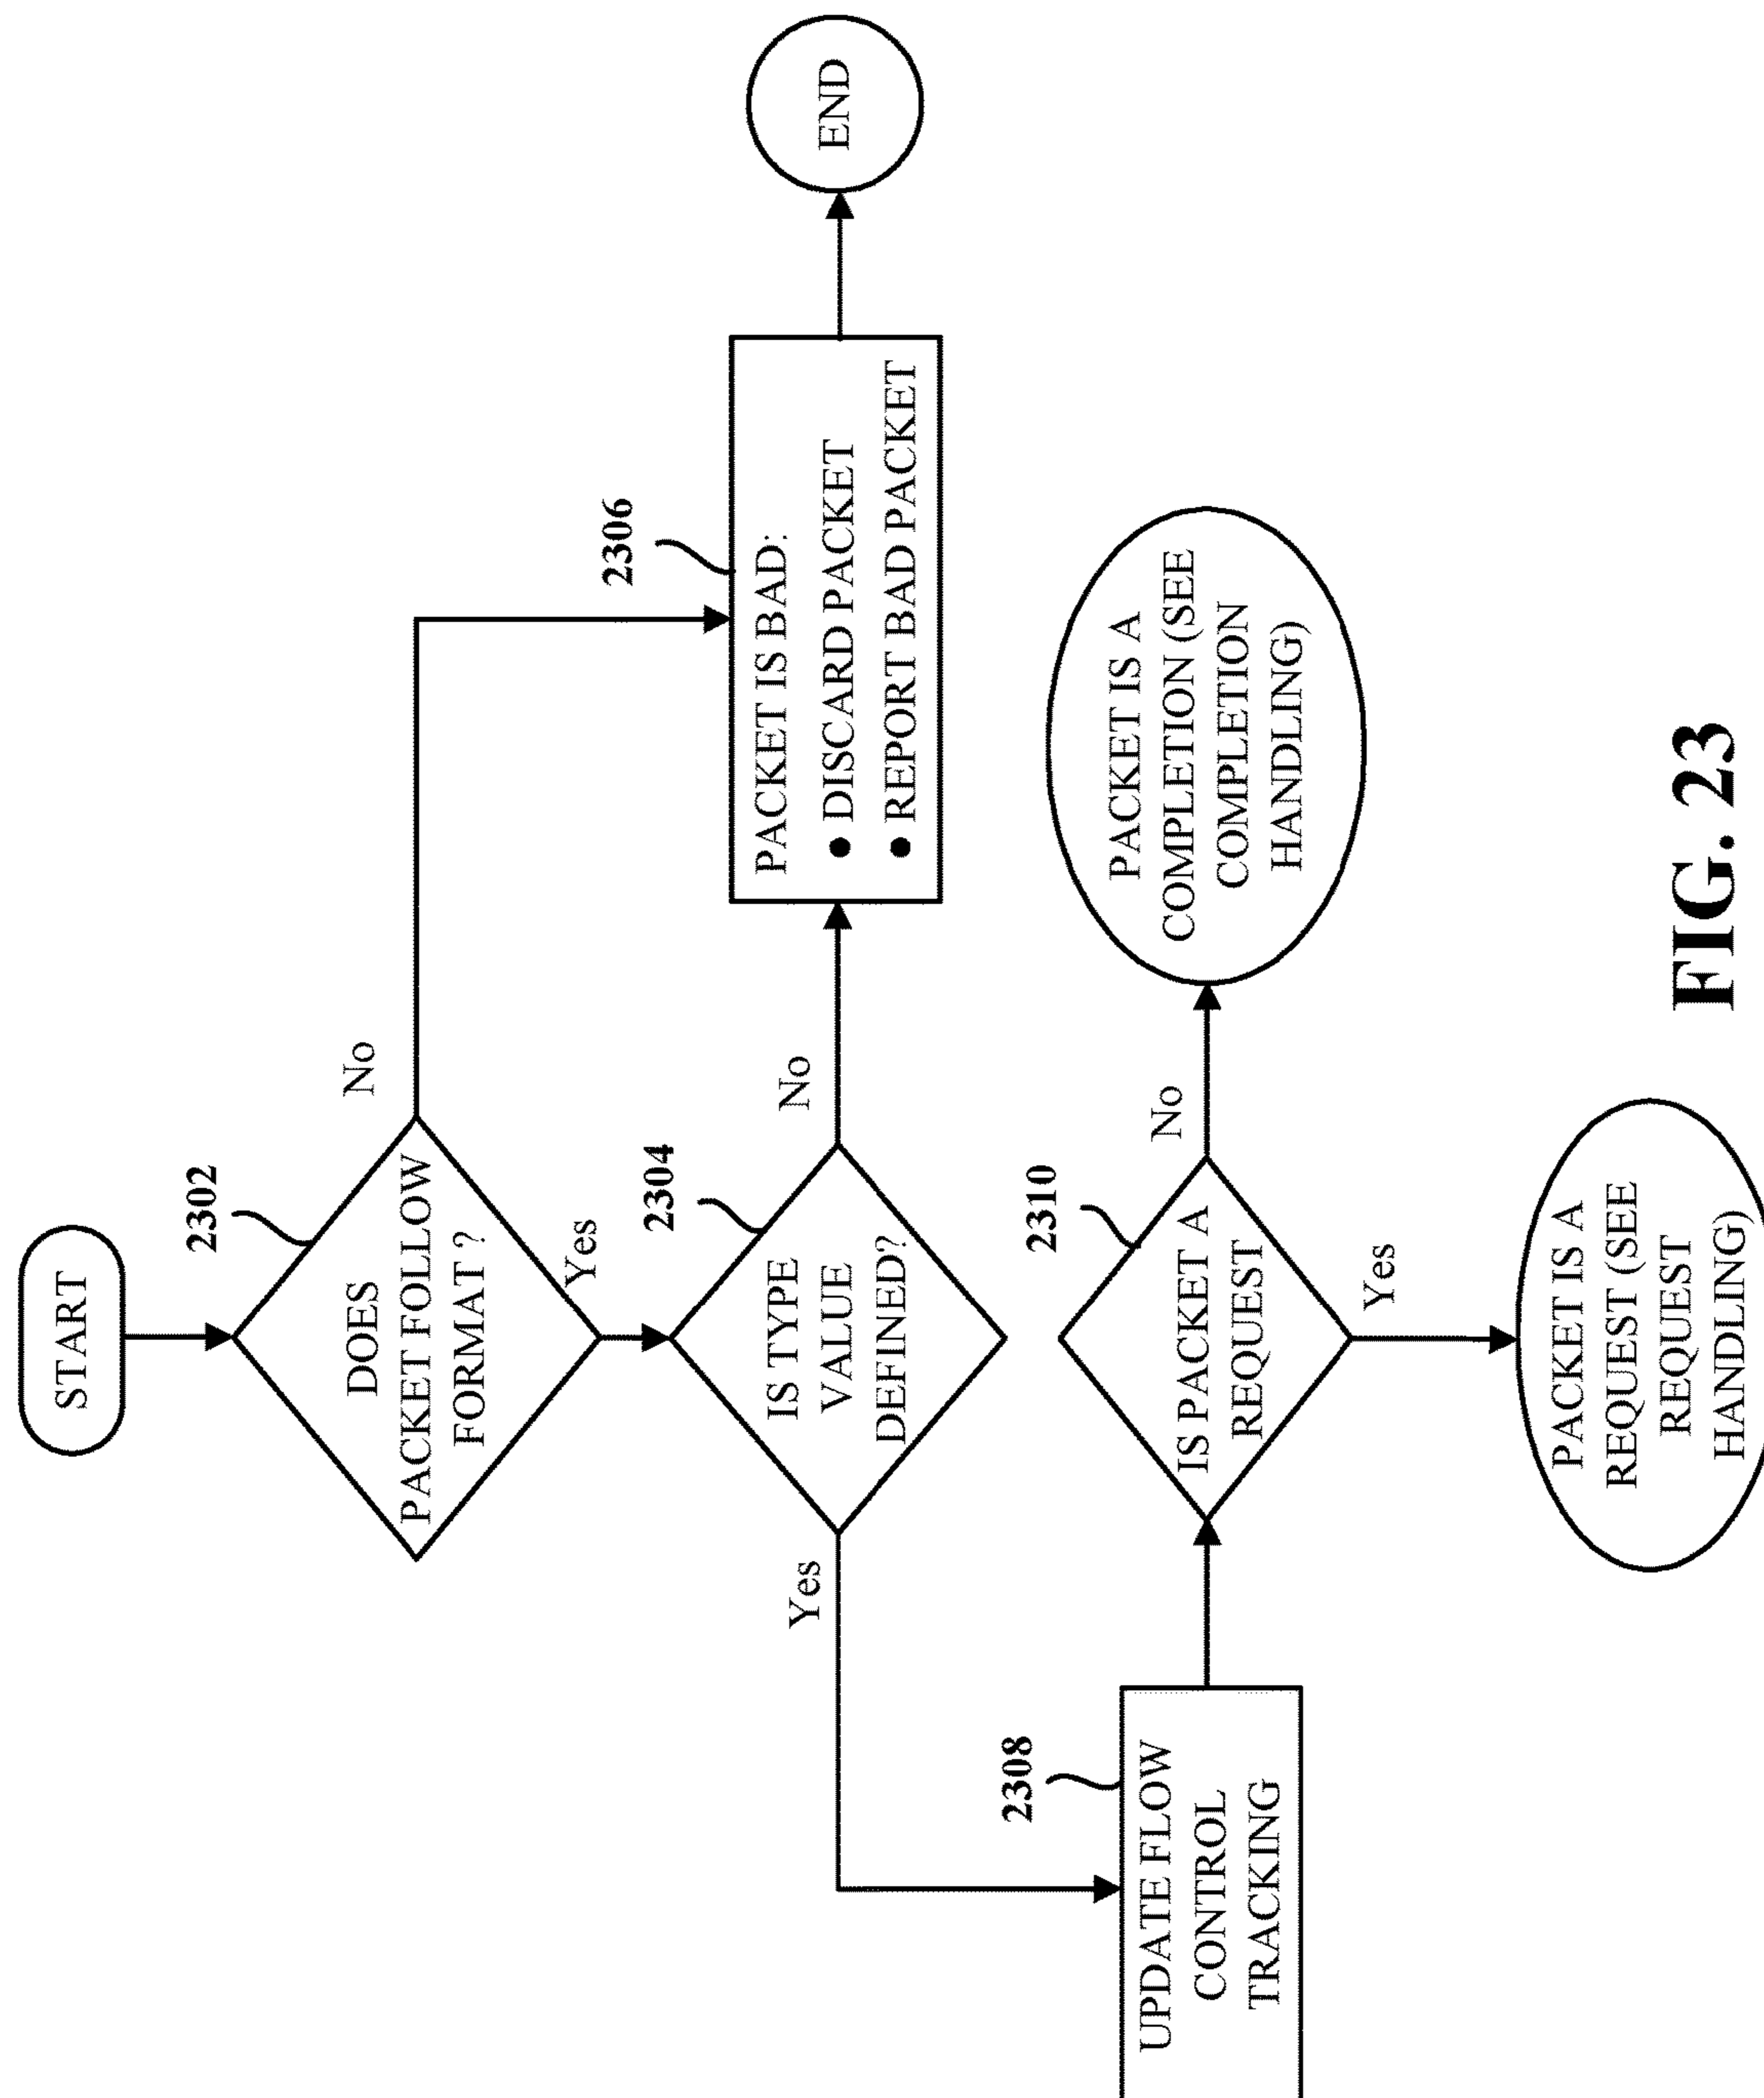 START
2302
DOES
PACKET FOLLOW
FORMAT ?
No
Yes
2304
IS TYPE
VALUE
DEFINED?
No
Yes
2306
PACKET IS BAD:
● DISCARD PACKET
● REPORT BAD PACKET
END
2308
UPDATE FLOW
CONTROL
TRACKING
2310
IS PACKET A
REQUEST
No
Yes
PACKET IS A
COMPLETION (SEE
COMPLETION
HANDLING)
PACKET IS A
REQUEST (SEE
REQUEST
HANDLING)
FIG. 23